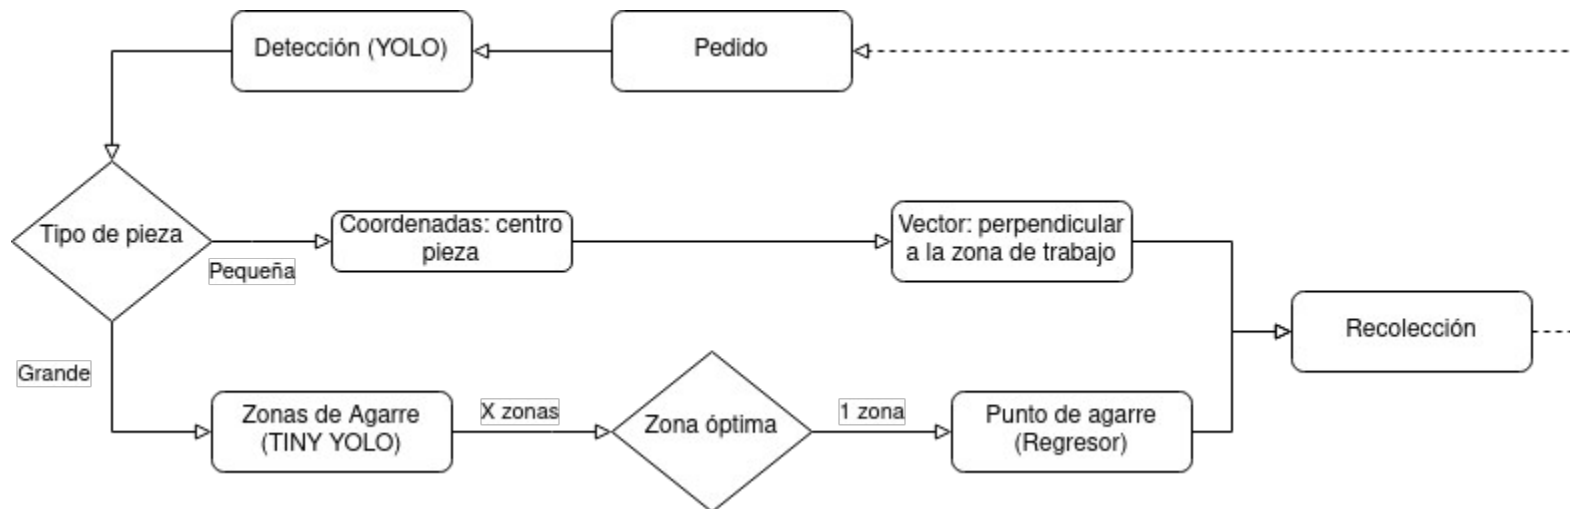 Detección (YOLO)
Pedido
Tipo de pieza
Pequeña
Coordenadas: centro
pieza
Vector: perpendicular
a la zona de trabajo
Recolección
Grande
Zonas de Agarre
(TINY YOLO)
X zonas
Zona óptima
1 zona
Punto de agarre
(Regresor)